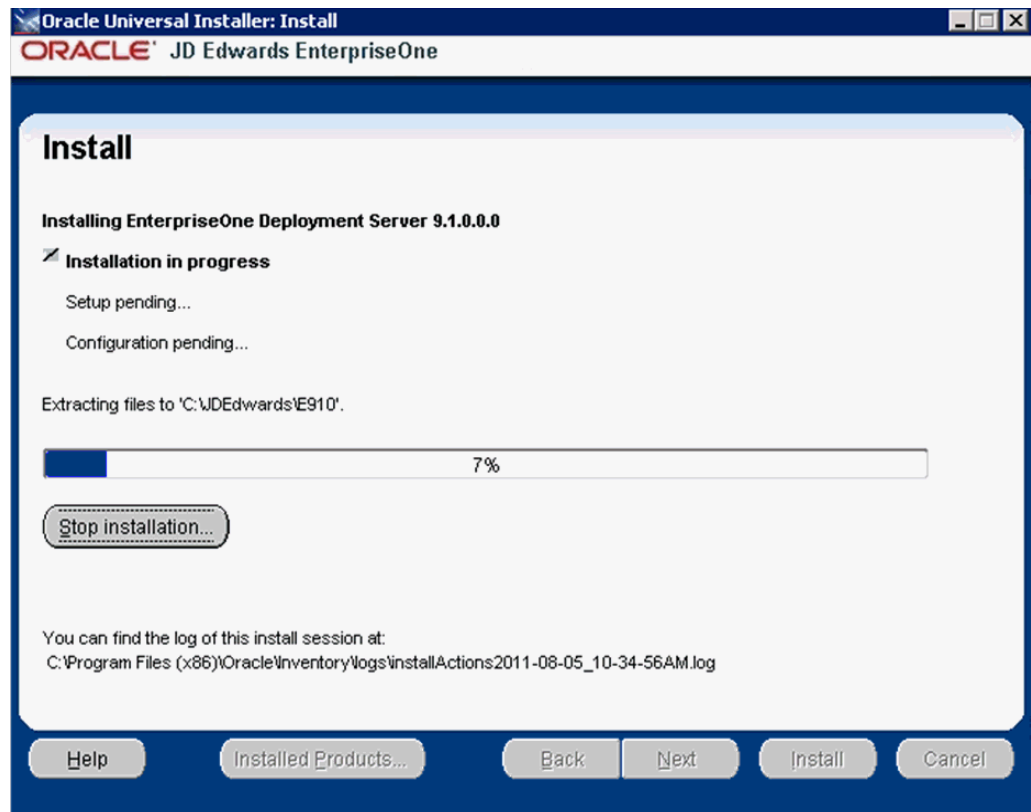 Oracle Universal Installer: Install
ORACLE JD Edwards EnterpriseOne
Install
Installing EnterpriseOne Deployment Server 9.1.0.0.0
Installation in progress
Setup pending...
Configuration pending...
Extracting files to 'C:\JDEdwards\E910'.
7%
Stop installation...
You can find the log of this install session at:
C:\Program Files (x86)\Oracle\Inventory\logs\installActions2011-08-05_10-34-56AM.log
Help Installed Products... Back Next Install Cancel